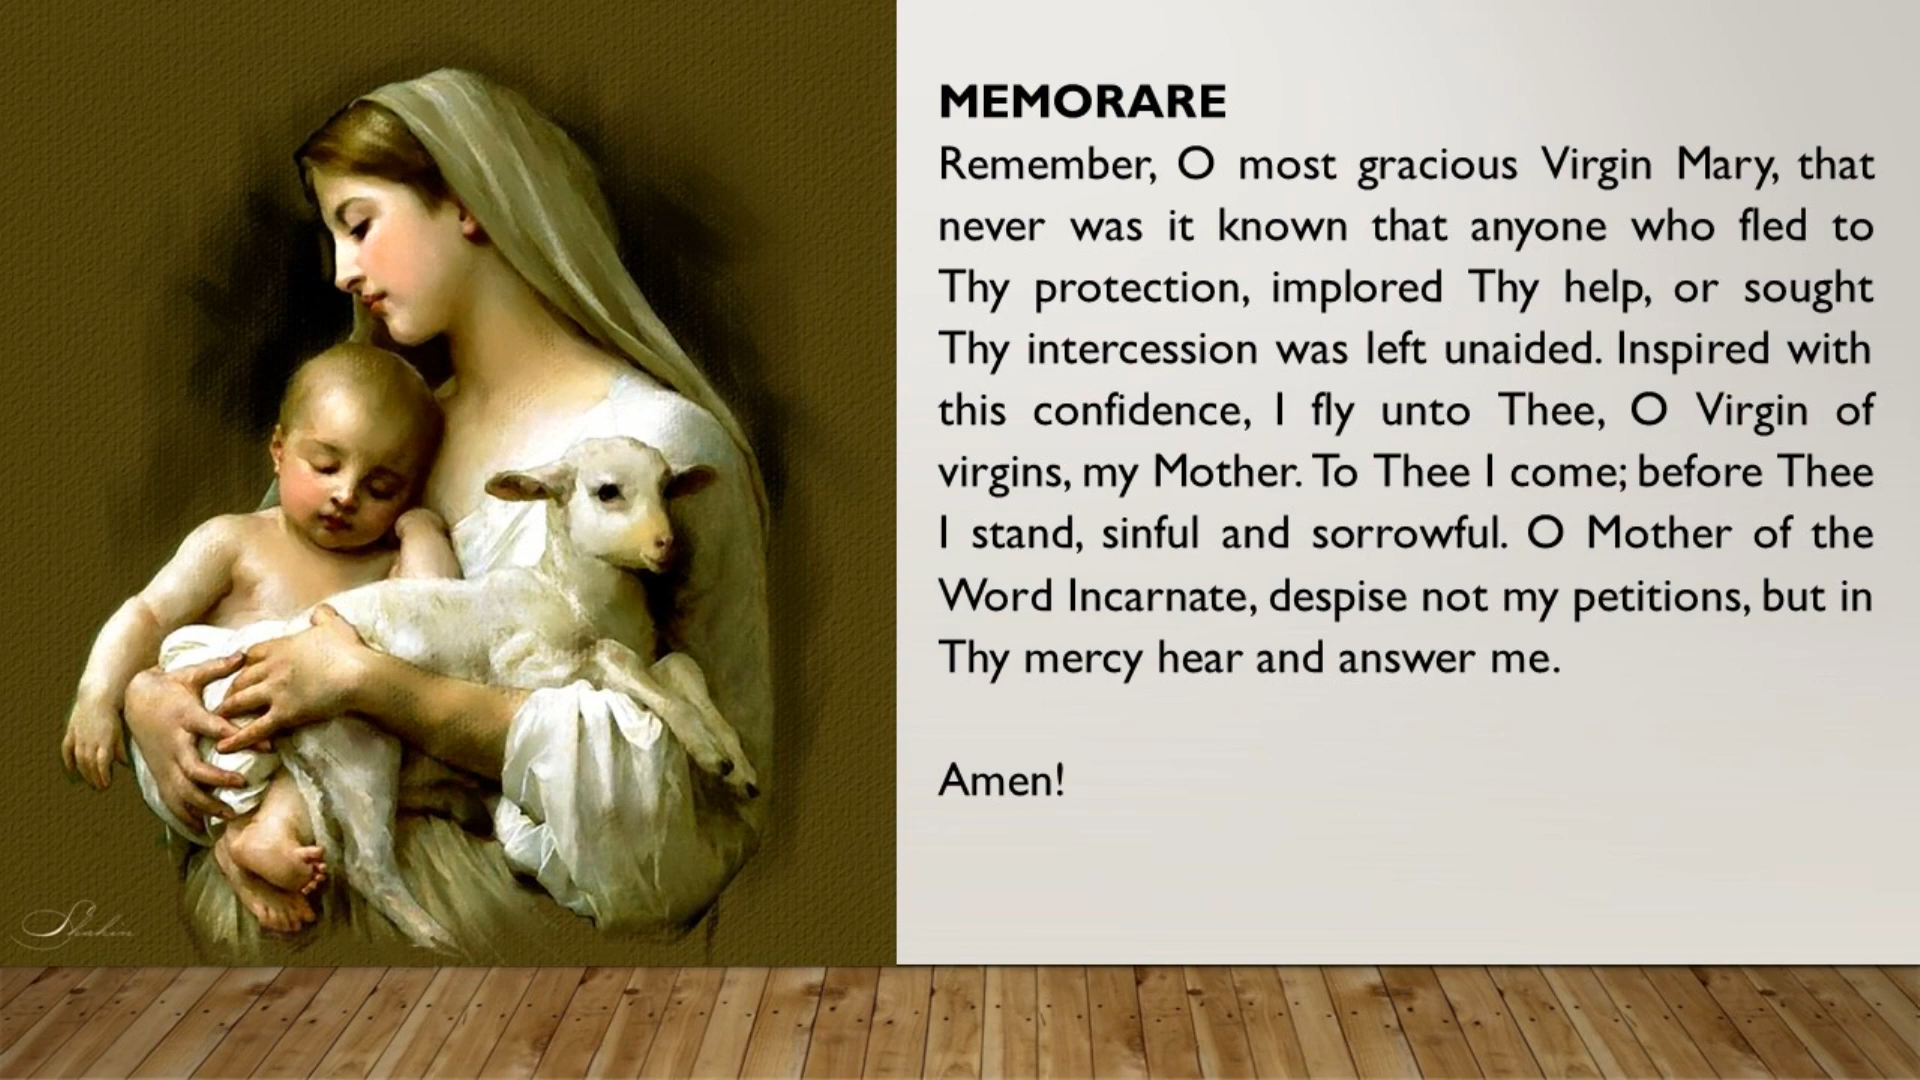 MEMORARE
Remember, O most gracious Virgin Mary, that
never was it known that anyone who fled to
Thy protection, implored Thy help, or sought
Thy intercession was left unaided. Inspired with
this confidence, I fly unto Thee, O Virgin of
virgins, my Mother. To Thee I come; before Thee
I stand, sinful and sorrowful. O Mother of the
Word Incarnate, despise not my petitions, but in
Thy mercy hear and answer me.
Amen!